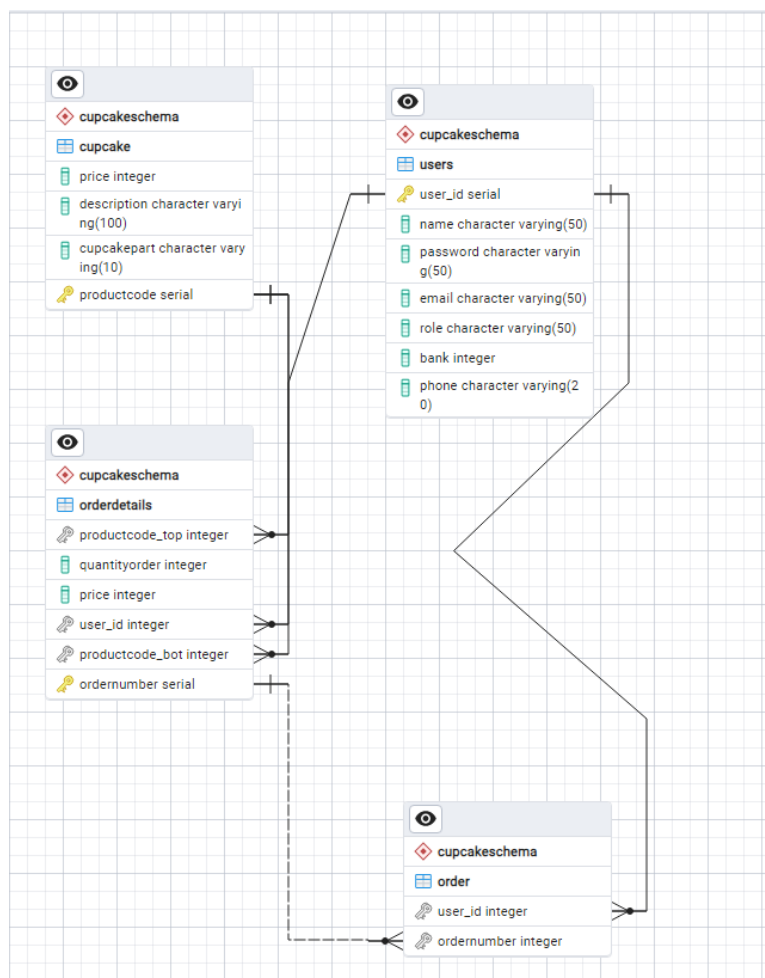 cupcakeschema
cupcake
price integer
description character varyi
ng(100)
cupcakepart character vary
ing(10)
productcode serial
cupcakeschema
users
user_id serial
name character varying(50)
password character varyin
g(50)
email character varying(50)
role character varying(50)
bank integer
phone character varying(2
0)
cupcakeschema
orderdetails
productcode_top integer
quantityorder integer
price integer
user_id integer
productcode_bot integer
ordernumber serial
cupcakeschema
order
user_id integer
ordernumber integer